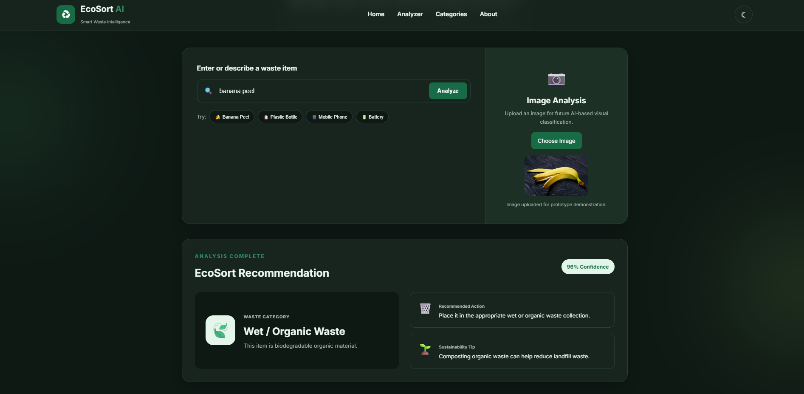 EcoSort AI
Smart Waste Intelligence
Home
Analyzer
Categories
About
Enter or describe a waste item
banana peel
Analyze
Try:
Banana Peel
Plastic Bottle
Mobile Phone
Battery
Image Analysis
Upload an image for future AI-based visual
classification.
Choose Image
Image uploaded for prototype demonstration.
ANALYSIS COMPLETE
EcoSort Recommendation
96% Confidence
WASTE CATEGORY
Wet / Organic Waste
This item is biodegradable organic material.
Recommended Action
Place it in the appropriate wet or organic waste collection.
Sustainability Tip
Composting organic waste can help reduce landfill waste.